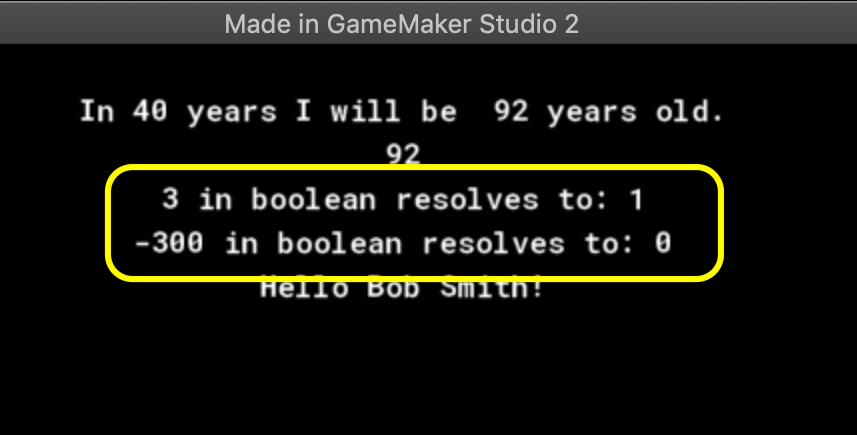 Made in GameMaker Studio 2
In 40 years I will be  92 years old.
92
3 in boolean resolves to: 1
-300 in boolean resolves to: 0
Hello Bob Smith!